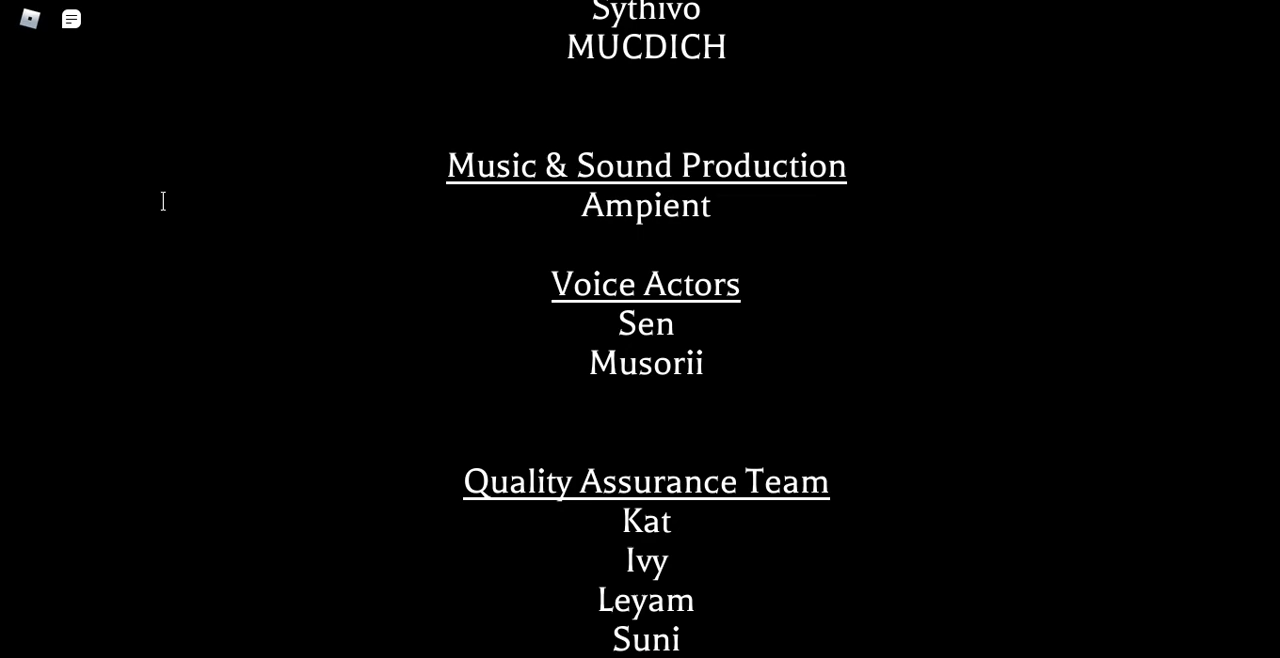 Sythivo
MUCDICH
Music & Sound Production
Ampient
Voice Actors
Sen
Musorii
Quality Assurance Team
Kat
Ivy
Leyam
Suni